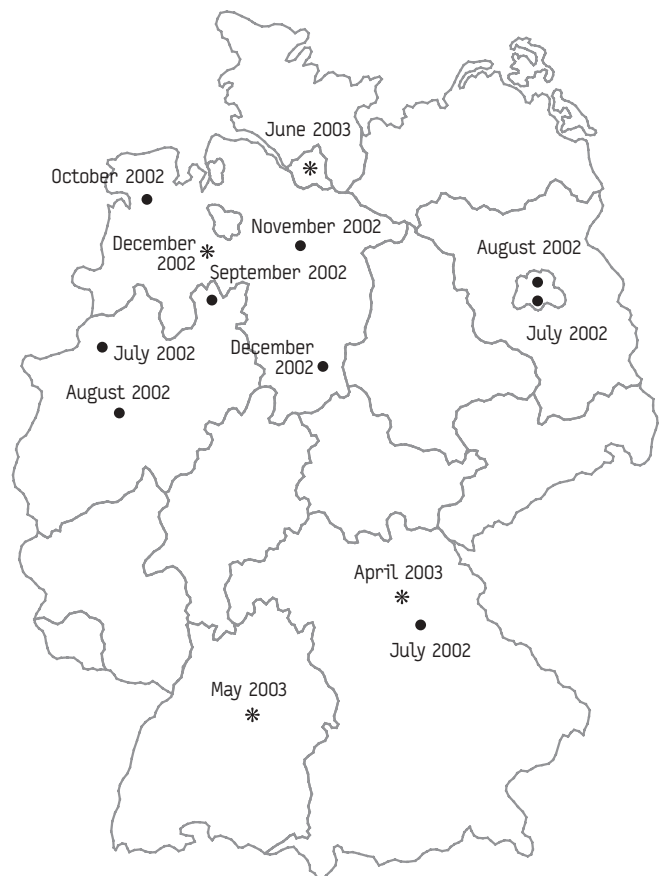 June 2003
October 2002
November 2002
December
2002
August 2002
September 2002
July 2002
December
2002
July 2002
August 2002
April 2003
July 2002
May 2003